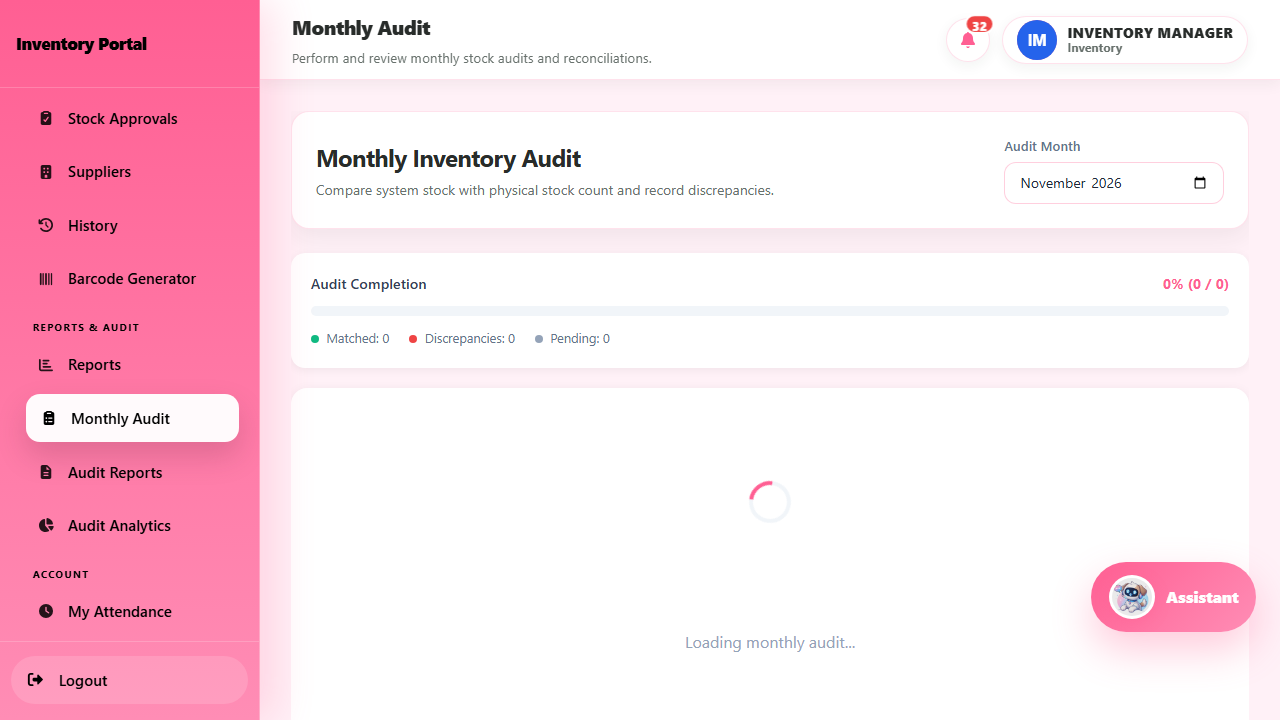 Inventory Portal
Stock Approvals
Suppliers
History
Barcode Generator
REPORTS & AUDIT
Reports
Monthly Audit
Audit Reports
Audit Analytics
ACCOUNT
My Attendance
Logout
Monthly Audit
Perform and review monthly stock audits and reconciliations.
32
IM
INVENTORY MANAGER
Inventory
Monthly Inventory Audit
Compare system stock with physical stock count and record discrepancies.
Audit Month
November 2026
Audit Completion
0% (0 / 0)
Matched: 0
Discrepancies: 0
Pending: 0
Loading monthly audit...
Assistant